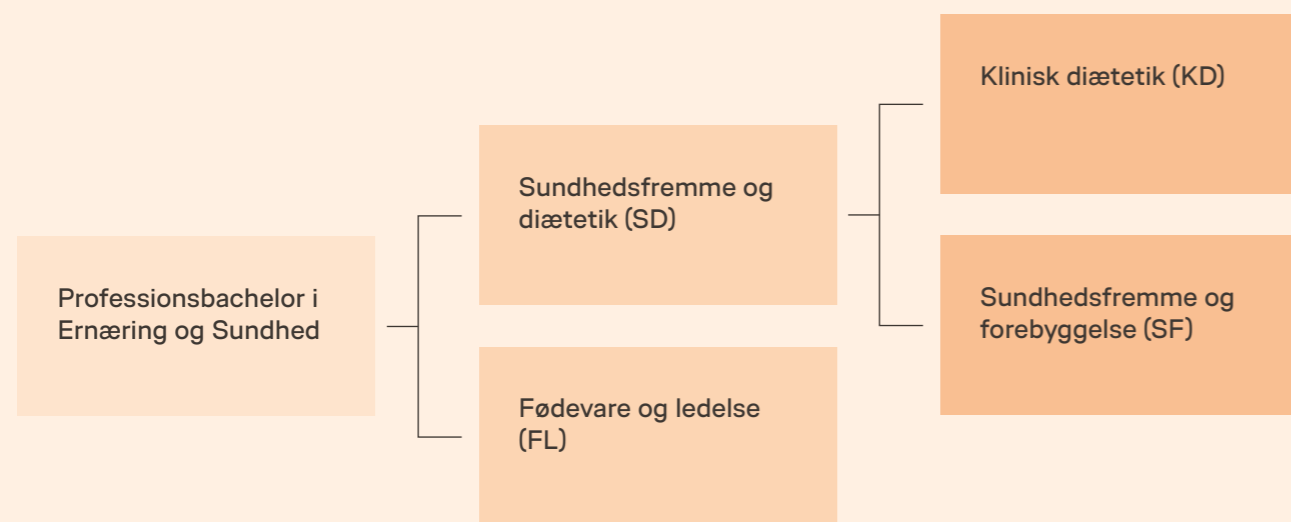 Professionsbachelor i
Ernæring og Sundhed
Sundhedsfremme og
diætetik (SD)
Fødevare og ledelse
(FL)
Klinisk diætetik (KD)
Sundhedsfremme og
forebyggelse (SF)